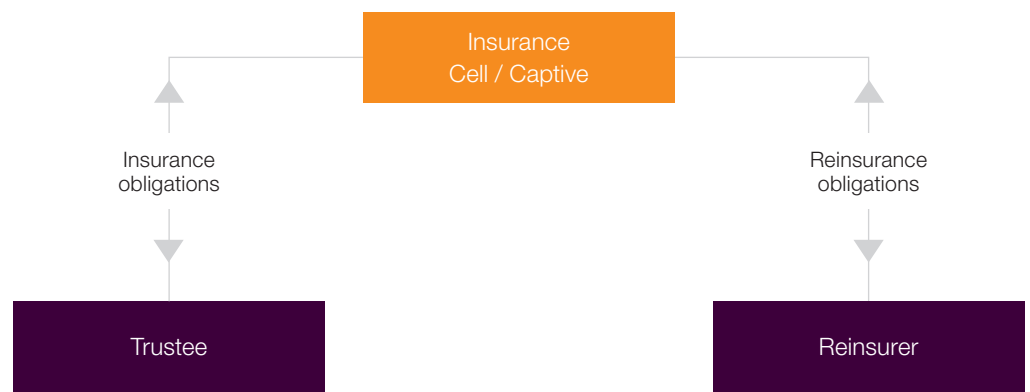 Insurance
Cell / Captive
Insurance
obligations
Reinsurance
obligations
Trustee
Reinsurer